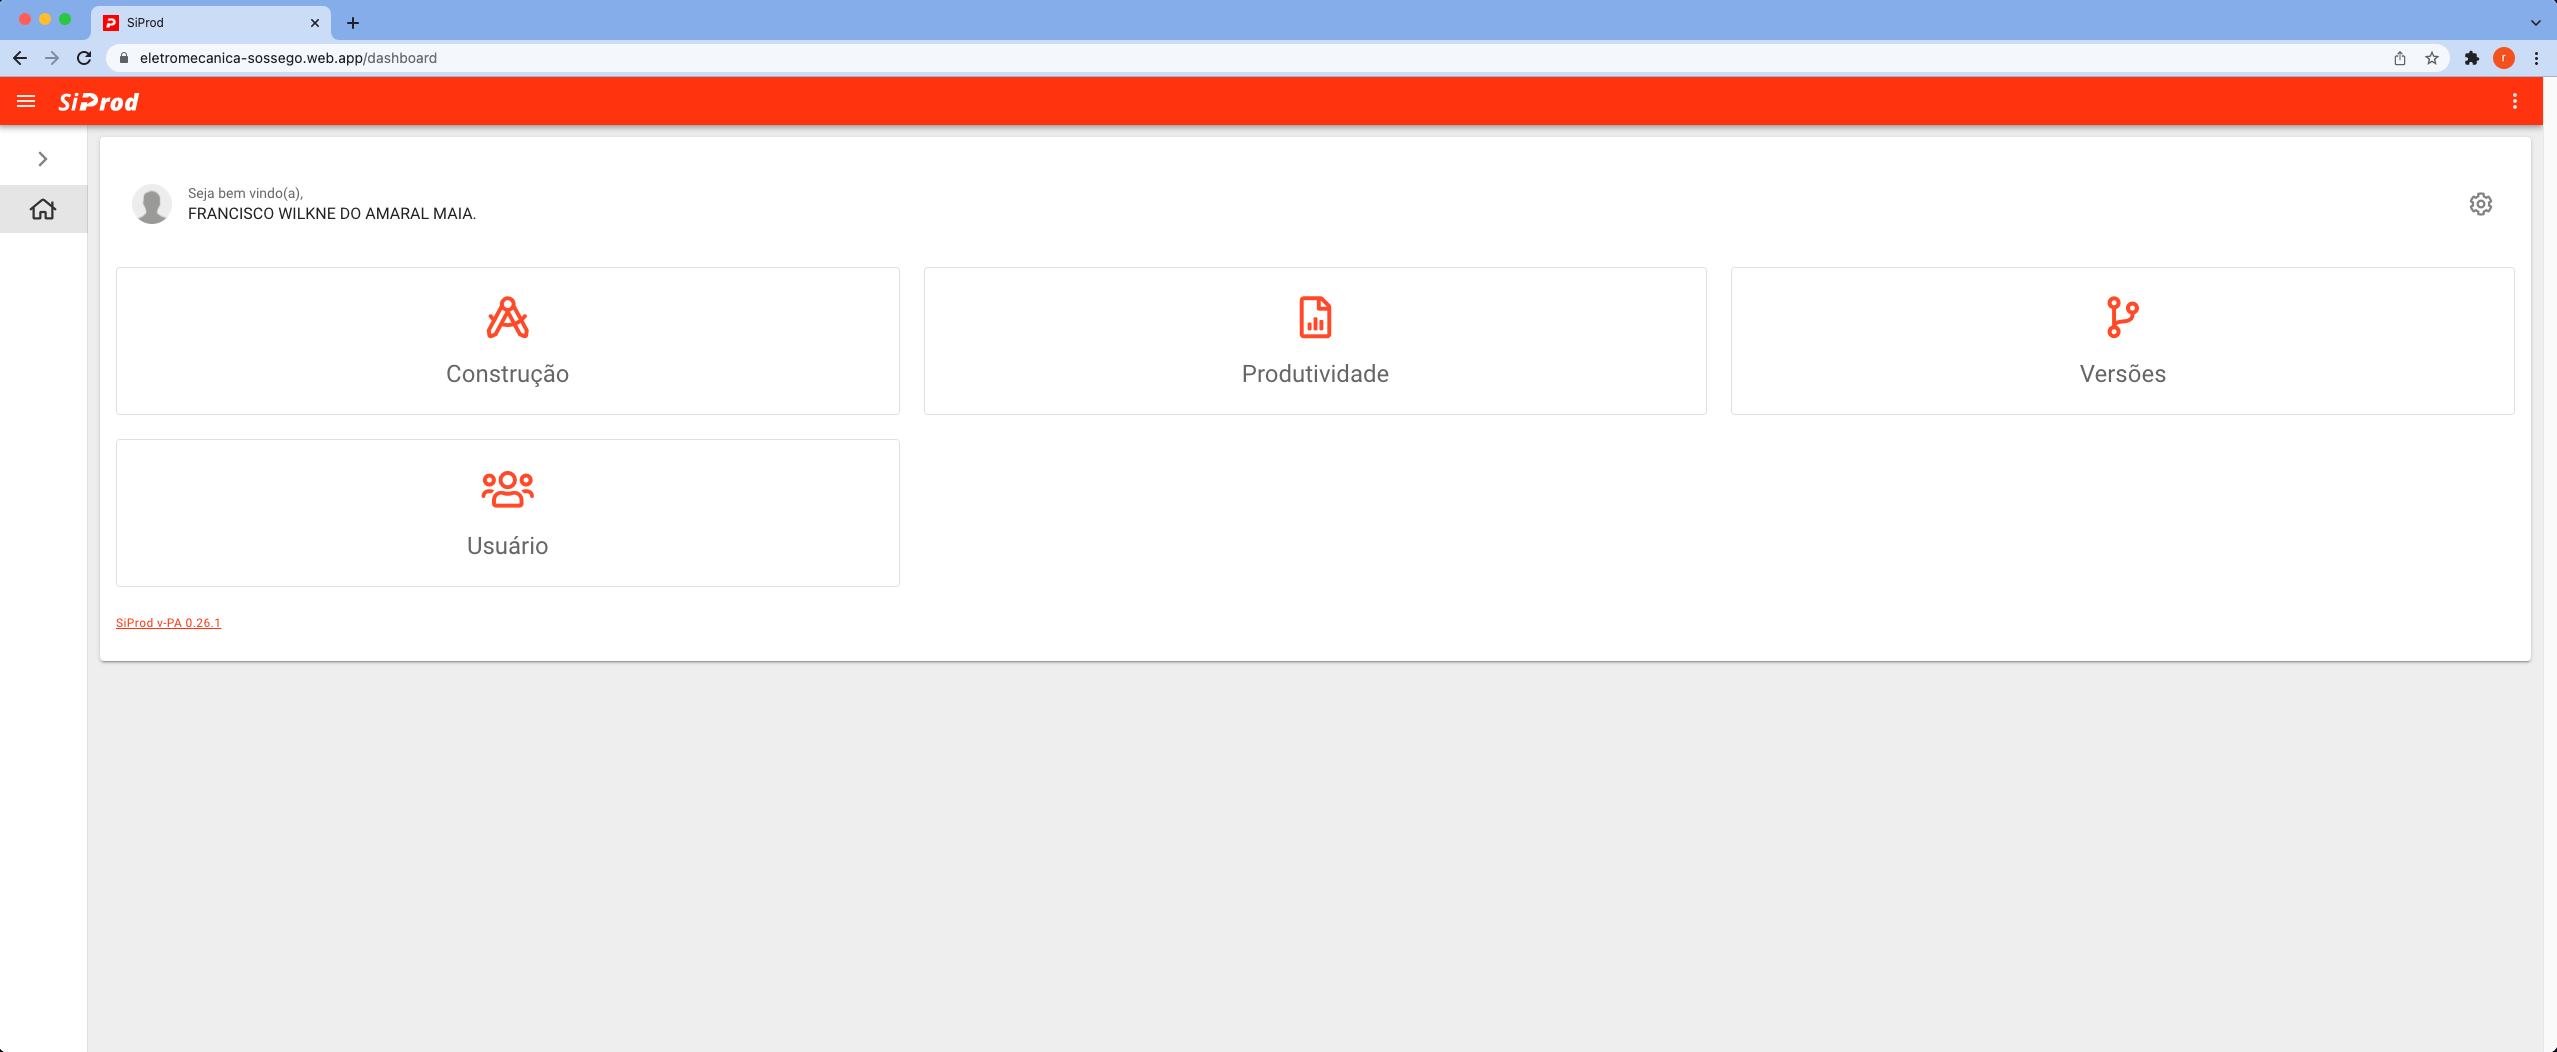 SiProd
eletromecanica-sossego.web.app/dashboard
r
SiProd
Seja bem vindo(a),
FRANCISCO WILKNE DO AMARAL MAIA.
Construção
Produtividade
Versões
Usuário
SiProd v-PA 0.26.1